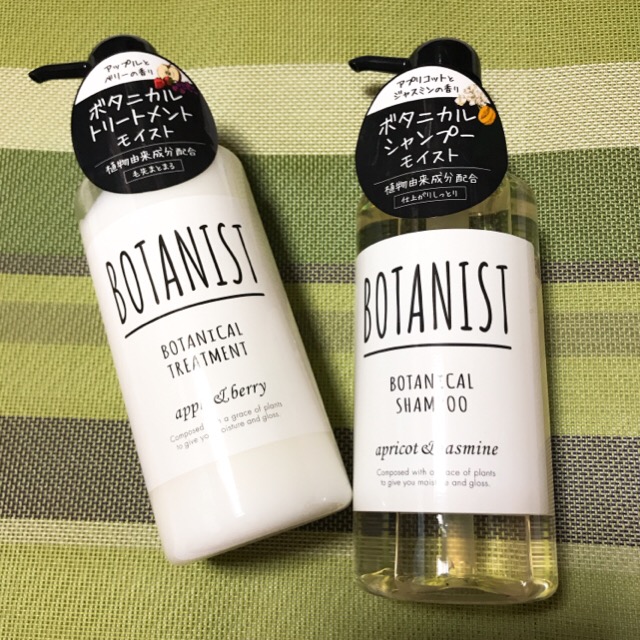 アップルと
ベリーの香り
ボタニカル
トリートメント
モイスト
植物由来成分配合
毛先まとまる
BOTANIST
BOTANICAL
TREATMENT
apple & berry
Composed with a grace of plants
to give you moisture and gloss.
アプリコットと
ジャスミンの香り
ボタニカル
シャンプー
モイスト
植物由来成分配合
仕上がりしっとり
BOTANIST
BOTANICAL
SHAMPOO
apricot & jasmine
Composed with a grace of plants
to give you moisture and gloss.